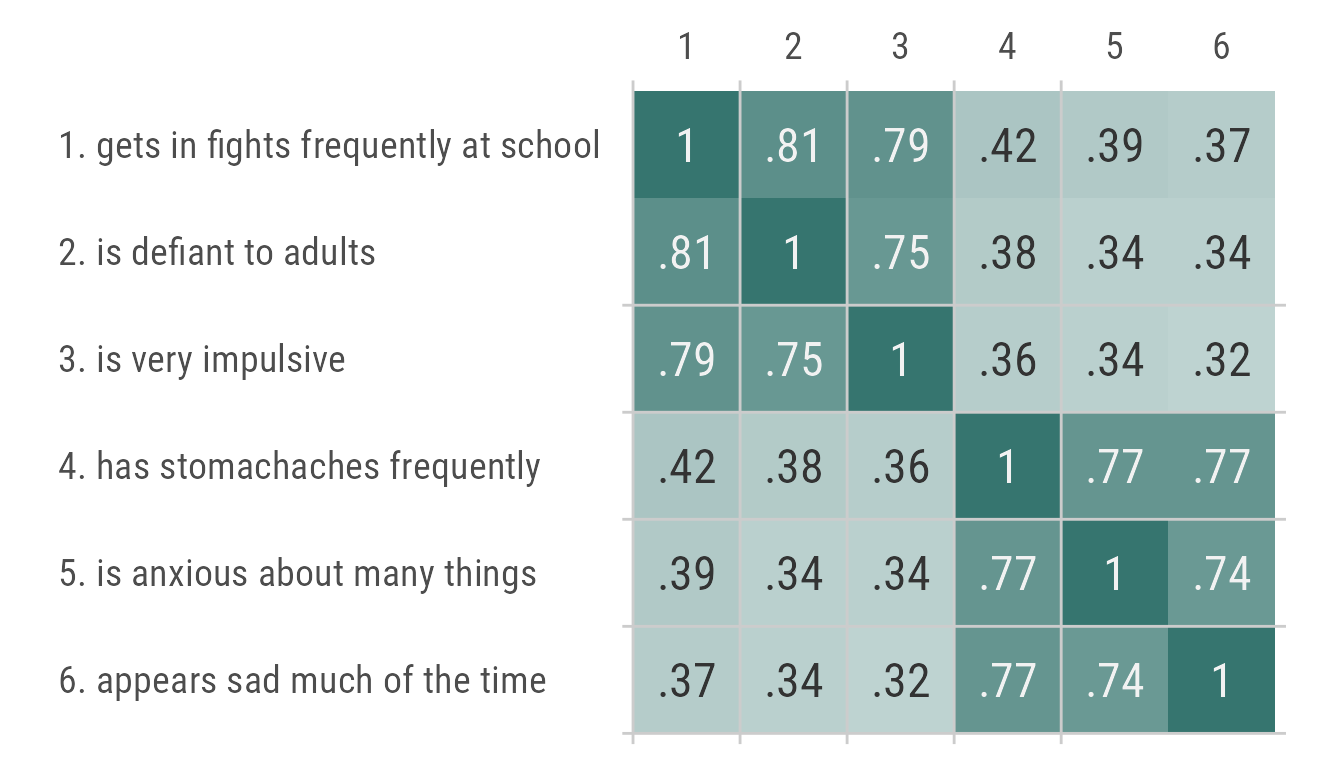 1 2 3 4 5 6
1. gets in fights frequently at school 1 .81 .79 .42 .39 .37
2. is defiant to adults .81 1 .75 .38 .34 .34
3. is very impulsive .79 .75 1 .36 .34 .32
4. has stomachaches frequently .42 .38 .36 1 .77 .77
5. is anxious about many things .39 .34 .34 .77 1 .74
6. appears sad much of the time .37 .34 .32 .77 .74 1